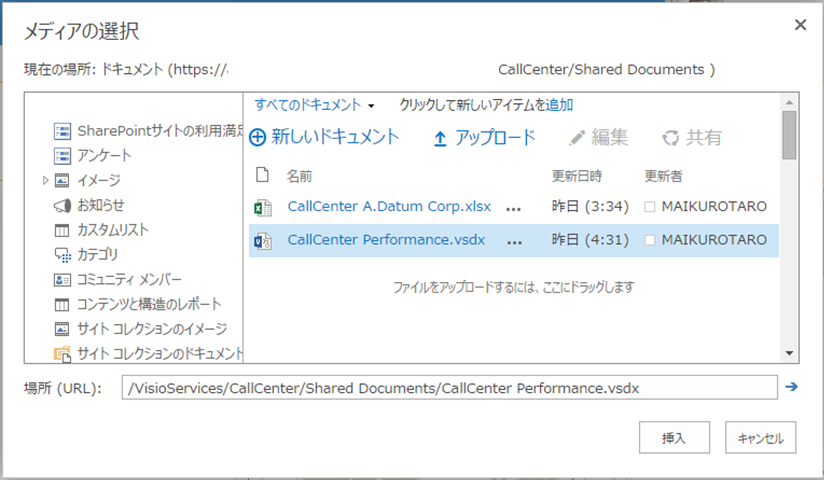 メディアの選択
現在の場所: ドキュメント (https:// CallCenter/Shared Documents )
SharePointサイトの利用満足
アンケート
イメージ
お知らせ
カスタムリスト
カテゴリ
コミュニティ メンバー
コンテンツと構造のレポート
サイト コレクションのイメージ
サイト コレクションのドキュメント
すべてのドキュメント クリックして新しいアイテムを追加
新しいドキュメント アップロード 編集 共有
名前 更新日時 更新者
CallCenter A.Datum Corp.xlsx ... 昨日 (3:34) MAIKUROTARO
CallCenter Performance.vsdx ... 昨日 (4:31) MAIKUROTARO
ファイルをアップロードするには、ここにドラッグします
場所 (URL): /VisioServices/CallCenter/Shared Documents/CallCenter Performance.vsdx
挿入 キャンセル